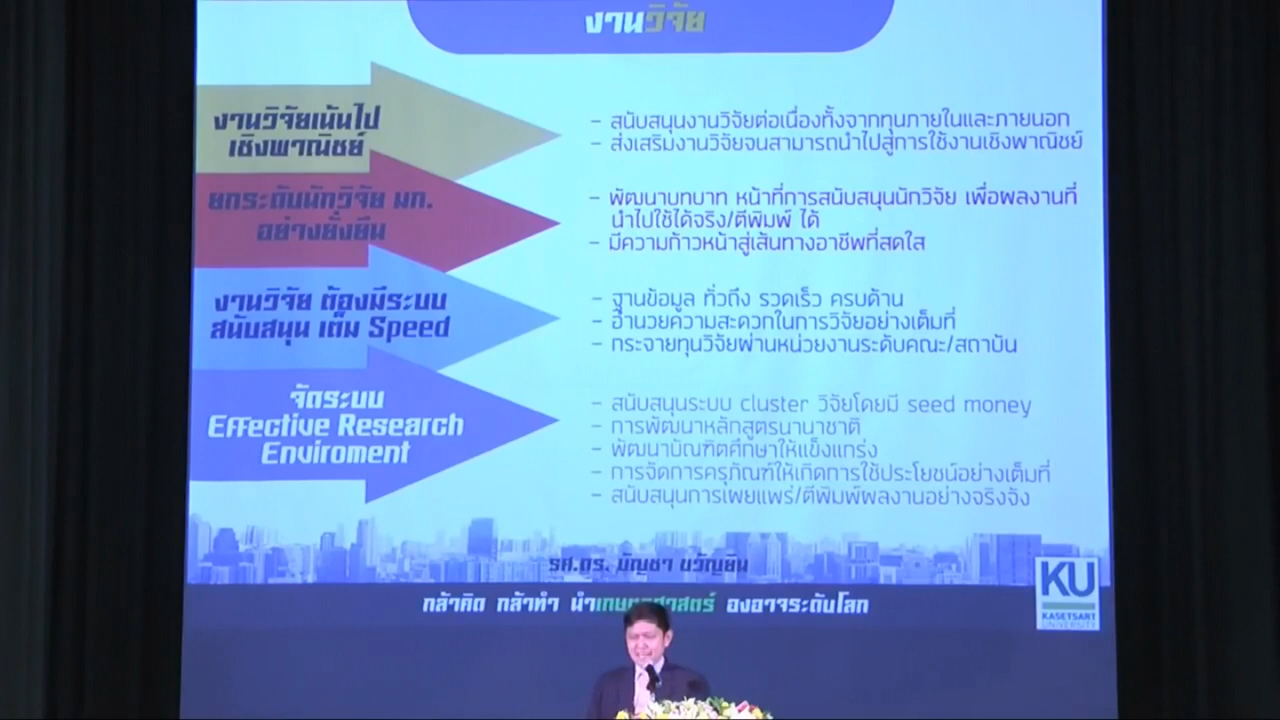 งานวิจัย
งานวิจัยเน้นไป
เชิงพาณิชย์
– สนับสนุนงานวิจัยต่อเนื่องทั้งจากทุนภายในและภายนอก
– ส่งเสริมงานวิจัยจนสามารถนำไปสู่การใช้งานเชิงพาณิชย์
ยกระดับนักวิจัย มก.
อย่างยั่งยืน
– พัฒนาบทบาท หน้าที่การสนับสนุนนักวิจัย เพื่อผลงานที่
นำไปใช้ได้จริง/ตีพิมพ์ ได้
– มีความก้าวหน้าสู่เส้นทางอาชีพที่สดใส
งานวิจัย ต้องมีระบบ
สนับสนุน เต็ม Speed
– ฐานข้อมูล ทั่วถึง รวดเร็ว ครบด้าน
– อำนวยความสะดวกในการวิจัยอย่างเต็มที่
– กระจายทุนวิจัยผ่านหน่วยงานระดับคณะ/สถาบัน
จัดระบบ
Effective Research
Enviroment
– สนับสนุนระบบ cluster วิจัยโดยมี seed money
– การพัฒนาหลักสูตรนานาชาติ
– พัฒนาบัณฑิตศึกษาให้แข็งแกร่ง
– การจัดการครุภัณฑ์ให้เกิดการใช้ประโยชน์อย่างเต็มที่
– สนับสนุนการเผยแพร่/ตีพิมพ์ผลงานอย่างจริงจัง
รศ.ดร. บัญชา ขวัญยืน
กล้าคิด กล้าทำ นำเกษตรศาสตร์ องอาจระดับโลก
KU
KASETSART
UNIVERSITY